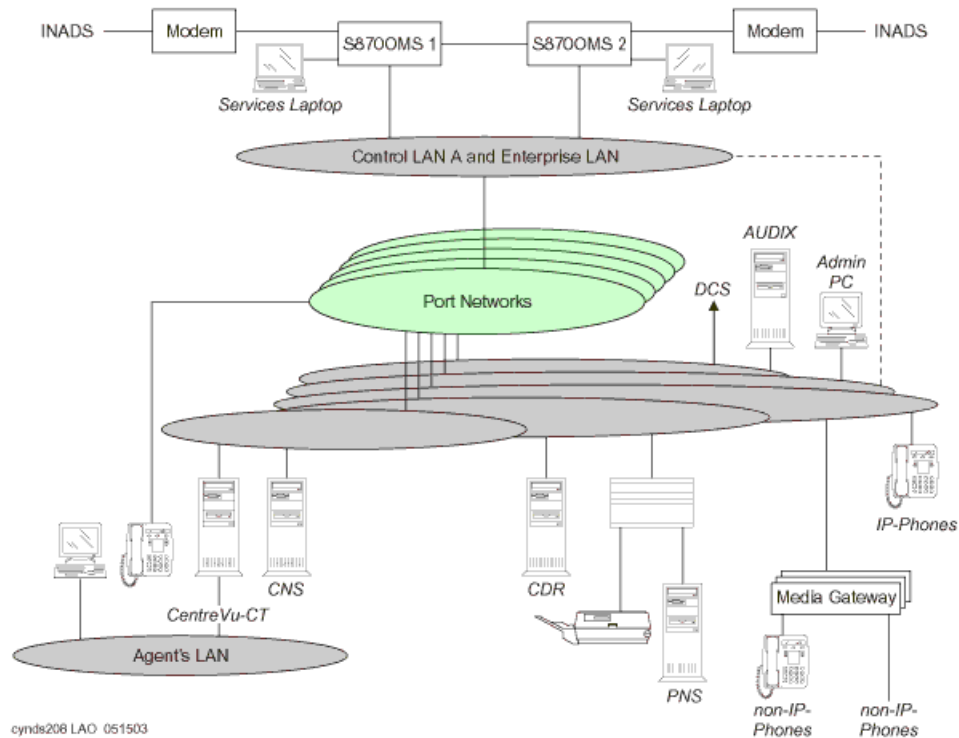 INADS
Modem
S8700MS 1
S8700MS 2
Modem
INADS
Services Laptop
Services Laptop
Control LAN A and Enterprise LAN
AUDIX
Admin
PC
DCS
Port Networks
IP-Phones
CNS
CDR
CentreVu-CT
Media Gateway
Agent's LAN
PNS
non-IP-
Phones
non-IP-
Phones
cynds208 LAO 051503